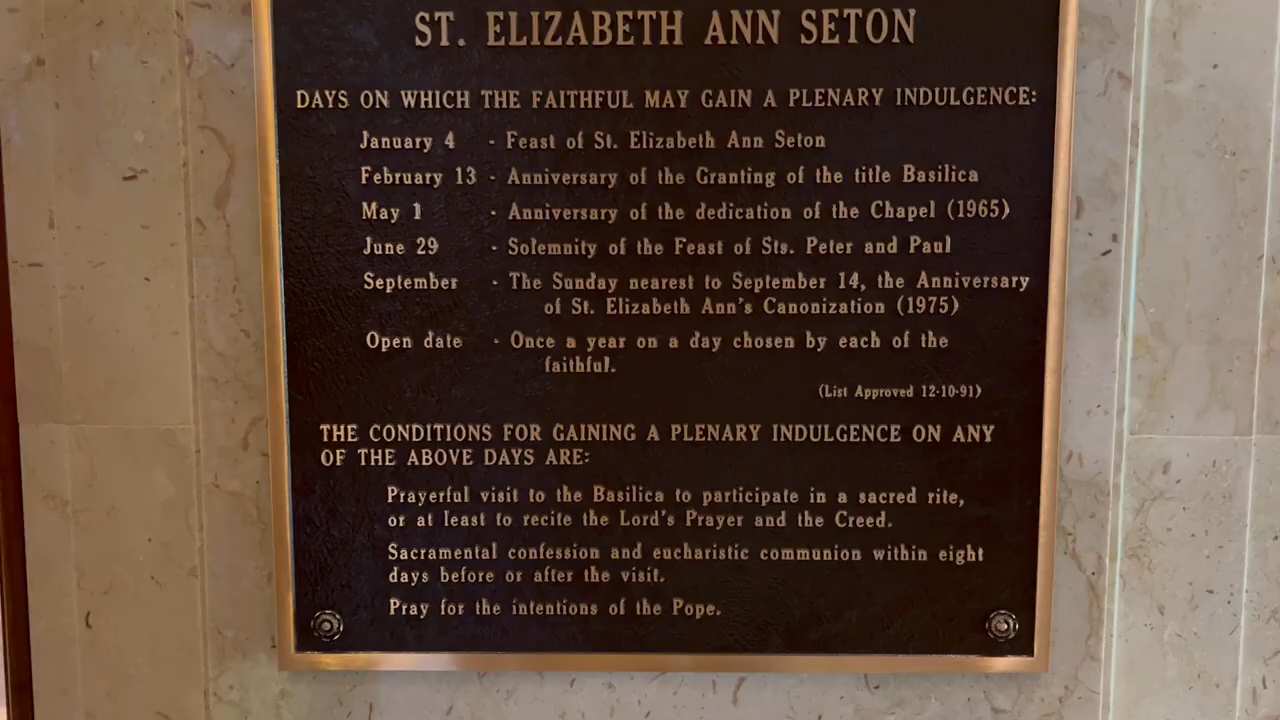 ST. ELIZABETH ANN SETON
DAYS ON WHICH THE FAITHFUL MAY GAIN A PLENARY INDULGENCE:
January 4 - Feast of St. Elizabeth Ann Seton
February 13 - Anniversary of the Granting of the title Basilica
May 1 - Anniversary of the dedication of the Chapel (1965)
June 29 - Solemnity of the Feast of Sts. Peter and Paul
September - The Sunday nearest to September 14, the Anniversary
of St. Elizabeth Ann's Canonization (1975)
Open date - Once a year on a day chosen by each of the
faithful.
(List Approved 12-10-91)
THE CONDITIONS FOR GAINING A PLENARY INDULGENCE ON ANY
OF THE ABOVE DAYS ARE:
Prayerful visit to the Basilica to participate in a sacred rite,
or at least to recite the Lord's Prayer and the Creed.
Sacramental confession and eucharistic communion within eight
days before or after the visit.
Pray for the intentions of the Pope.